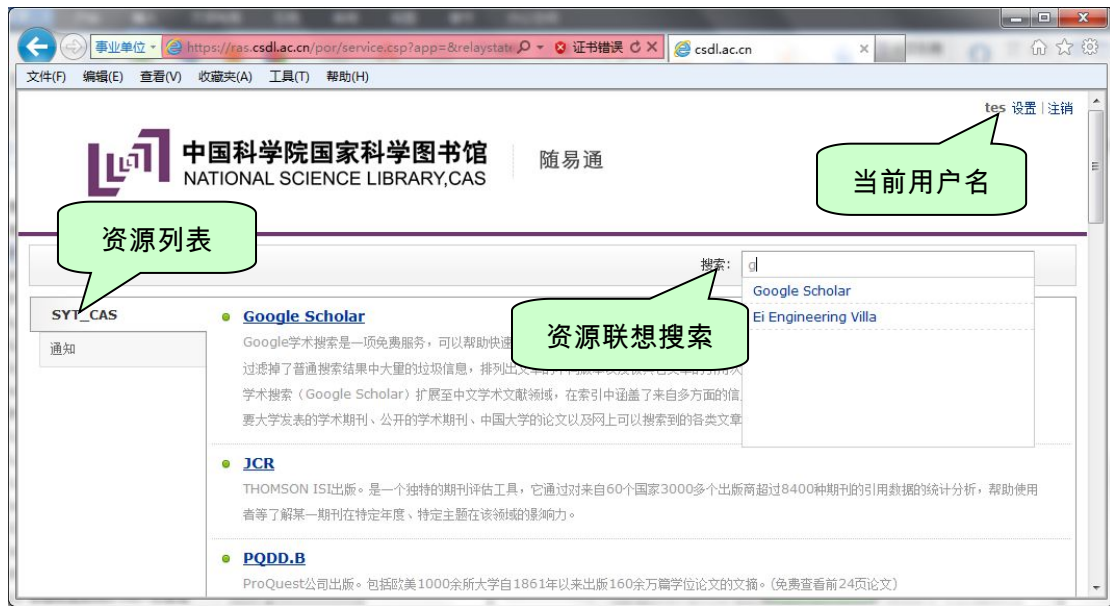 事业单位 https://ras.csdl.ac.cn/por/service.csp?app=&relaystat 证书错误 csdl.ac.cn
文件(F) 编辑(E) 查看(V) 收藏夹(A) 工具(T) 帮助(H)
tes 设置 | 注销
中国科学院国家科学图书馆
NATIONAL SCIENCE LIBRARY,CAS
随易通
当前用户名
资源列表
搜索: g
Google Scholar
Ei Engineering Villa
资源联想搜索
SYT_CAS
通知
Google Scholar
Google学术搜索是一项免费服务，可以帮助快速
过滤掉了普通搜索结果中大量的垃圾信息，排列出
学术搜索（Google Scholar）扩展至中文学术文献领域，在索引中涵盖了来自多方面的信
要大学发表的学术期刊、公开的学术期刊、中国大学的论文以及网上可以搜索到的各类文章
JCR
THOMSON ISI出版。是一个独特的期刊评估工具，它通过对来自60个国家3000多个出版商超过8400种期刊的引用数据的统计分析，帮助使用
者等了解某一期刊在特定年度、特定主题在该领域的影响力。
PQDD.B
ProQuest公司出版。包括欧美1000余所大学自1861年以来出版160余万篇学位论文的文摘。(免费查看前24页论文)